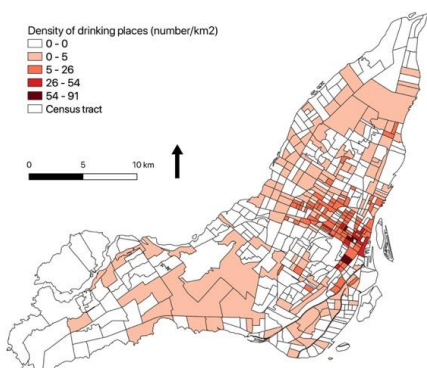 Density of drinking places (number/km2)
0 - 0
0 - 5
5 - 26
26 - 54
54 - 91
Census tract
0 5 10 km